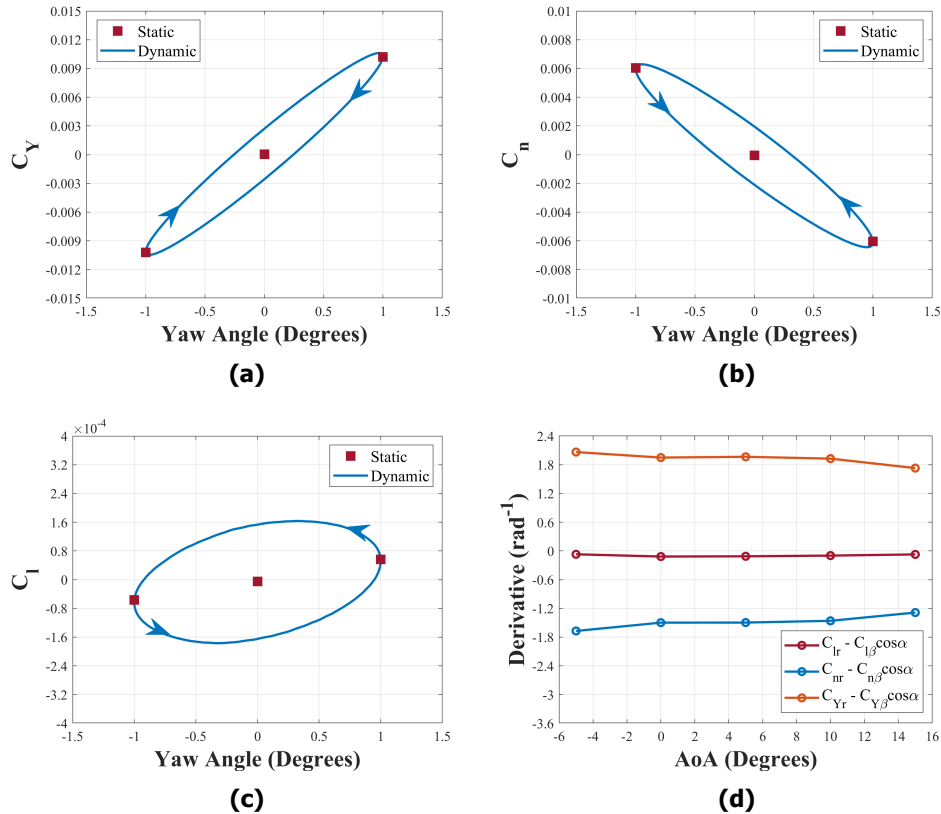 0.015
0.012
0.009
0.006
0.003
0
-0.003
-0.006
-0.009
-0.012
-0.015
C_Y
Static
Dynamic
-1.5 -1 -0.5 0 0.5 1 1.5
Yaw Angle (Degrees)
(a)
0.01
0.008
0.006
0.004
0.002
0
-0.002
-0.004
-0.006
-0.008
-0.01
C_n
Static
Dynamic
-1.5 -1 -0.5 0 0.5 1 1.5
Yaw Angle (Degrees)
(b)
×10^-4
4
3.2
2.4
1.6
0.8
0
-0.8
-1.6
-2.4
-3.2
-4
C_l
Static
Dynamic
-1.5 -1 -0.5 0 0.5 1 1.5
Yaw Angle (Degrees)
(c)
2.4
1.8
1.2
0.6
0
-0.6
-1.2
-1.8
-2.4
-3
-3.6
Derivative (rad^-1)
C_lr - C_lβ cosα
C_nr - C_nβ cosα
C_Yr - C_Yβ cosα
-6 -4 -2 0 2 4 6 8 10 12 14 16
AoA (Degrees)
(d)